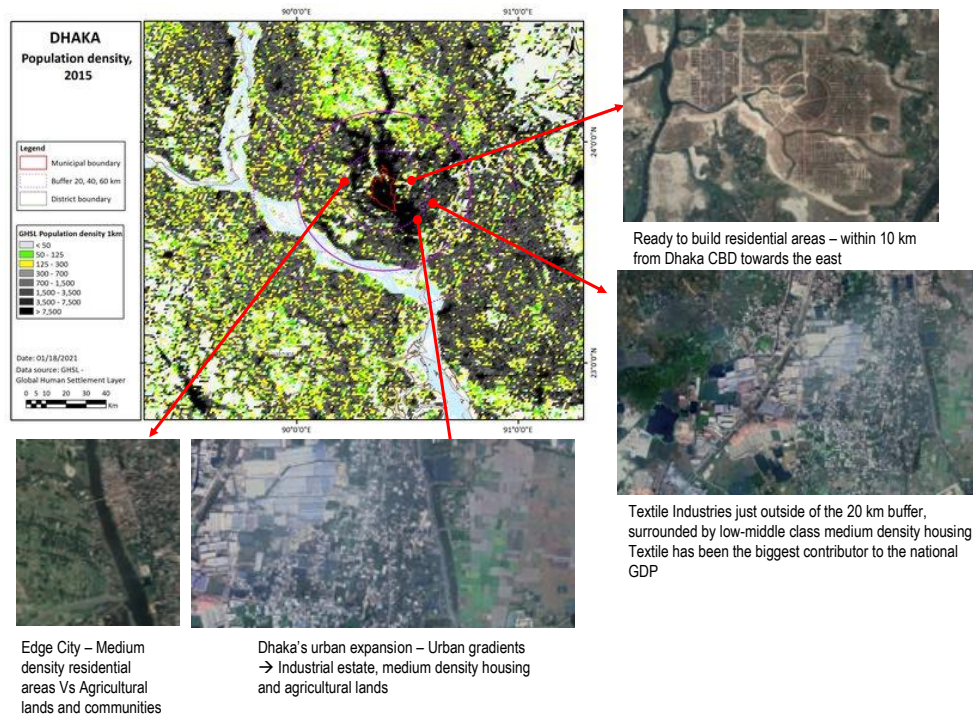 DHAKA
Population density,
2015
Legend
Municipal boundary
Buffer 20, 40, 60 km
District boundary
GHSL Population density 1km
< 50
50 - 125
125 - 300
300 - 700
700 - 1,500
1,500 - 3,500
3,500 - 7,500
> 7,500
Date: 01/18/2021
Data source: GHSL -
Global Human Settlement Layer
0 5 10 20 30 40
Km
90°0'0"E 91°0'0"E
24°0'0"N
23°0'0"N
90°0'0"E 91°0'0"E
Ready to build residential areas – within 10 km
from Dhaka CBD towards the east
Textile Industries just outside of the 20 km buffer,
surrounded by low-middle class medium density housing
Textile has been the biggest contributor to the national
GDP
Edge City – Medium
density residential
areas Vs Agricultural
lands and communities
Dhaka's urban expansion – Urban gradients
→ Industrial estate, medium density housing
and agricultural lands